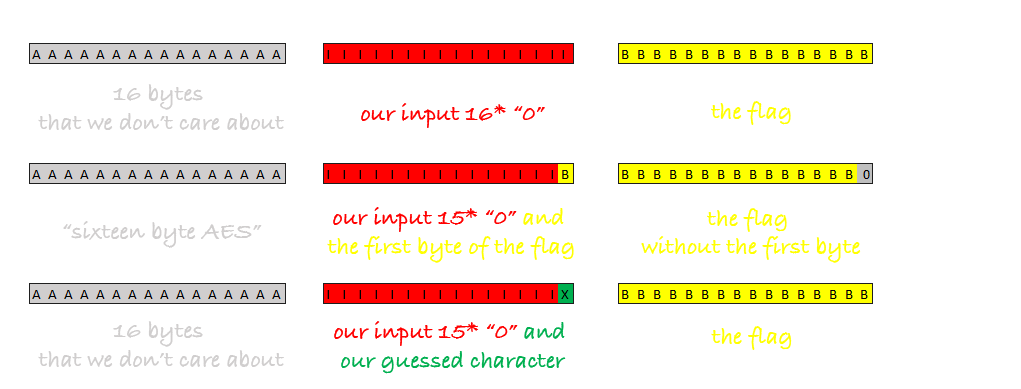 A A A A A A A A A A A A A A A A I I I I I I I I I I I I I I I I B B B B B B B B B B B B B B B B
16 bytes
that we don't care about
our input 16* “0”
the flag
A A A A A A A A A A A A A A A A I I I I I I I I I I I I I I I B B B B B B B B B B B B B B B B 0
“sixteen byte AES”
our input 15* “0” and
the first byte of the flag
the flag
without the first byte
A A A A A A A A A A A A A A A A I I I I I I I I I I I I I I I X B B B B B B B B B B B B B B B B
16 bytes
that we don't care about
our input 15* “0” and
our guessed character
the flag